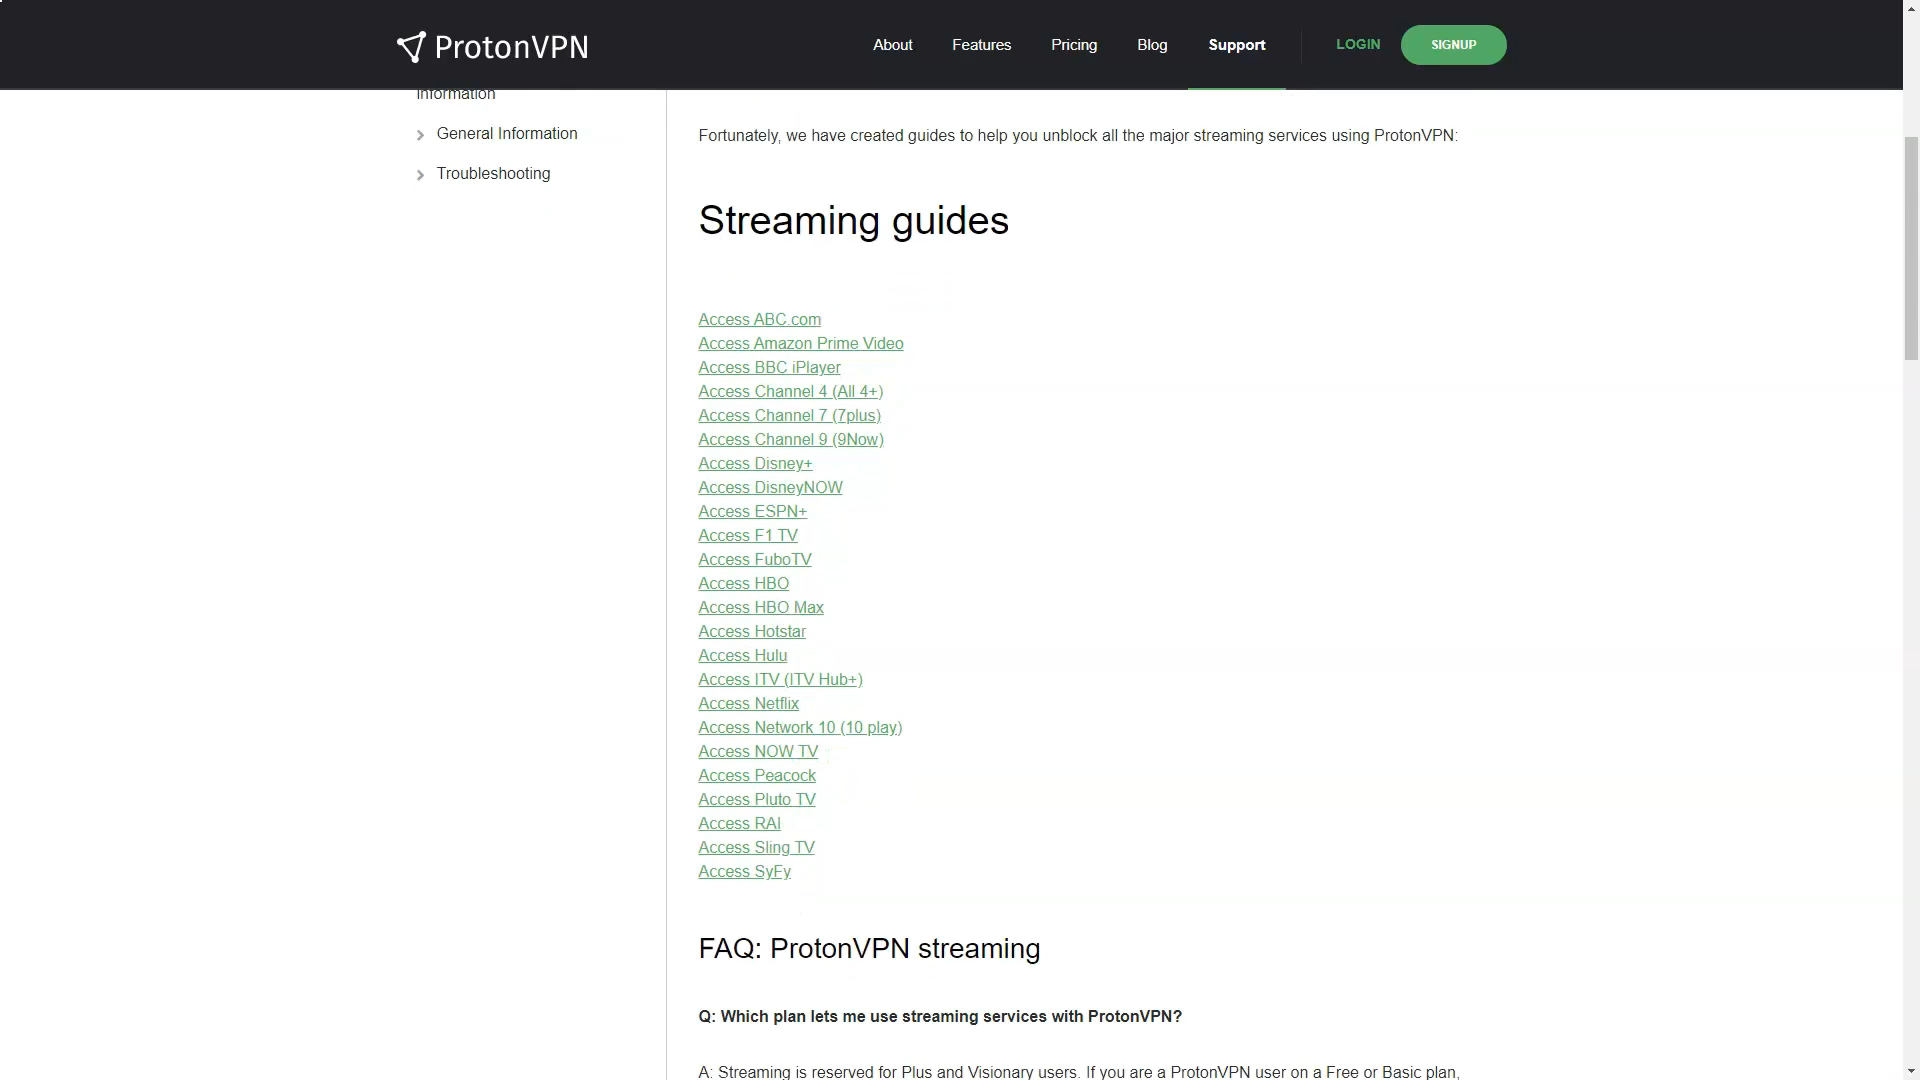 ProtonVPN
About
Features
Pricing
Blog
Support
LOGIN
SIGNUP
Information
General Information
Troubleshooting
Fortunately, we have created guides to help you unblock all the major streaming services using ProtonVPN:
Streaming guides
Access ABC.com
Access Amazon Prime Video
Access BBC iPlayer
Access Channel 4 (All 4+)
Access Channel 7 (7plus)
Access Channel 9 (9Now)
Access Disney+
Access DisneyNOW
Access ESPN+
Access F1 TV
Access FuboTV
Access HBO
Access HBO Max
Access Hotstar
Access Hulu
Access ITV (ITV Hub+)
Access Netflix
Access Network 10 (10 play)
Access NOW TV
Access Peacock
Access Pluto TV
Access RAI
Access Sling TV
Access SyFy
FAQ: ProtonVPN streaming
Q: Which plan lets me use streaming services with ProtonVPN?
A: Streaming is reserved for Plus and Visionary users. If you are a ProtonVPN user on a Free or Basic plan,